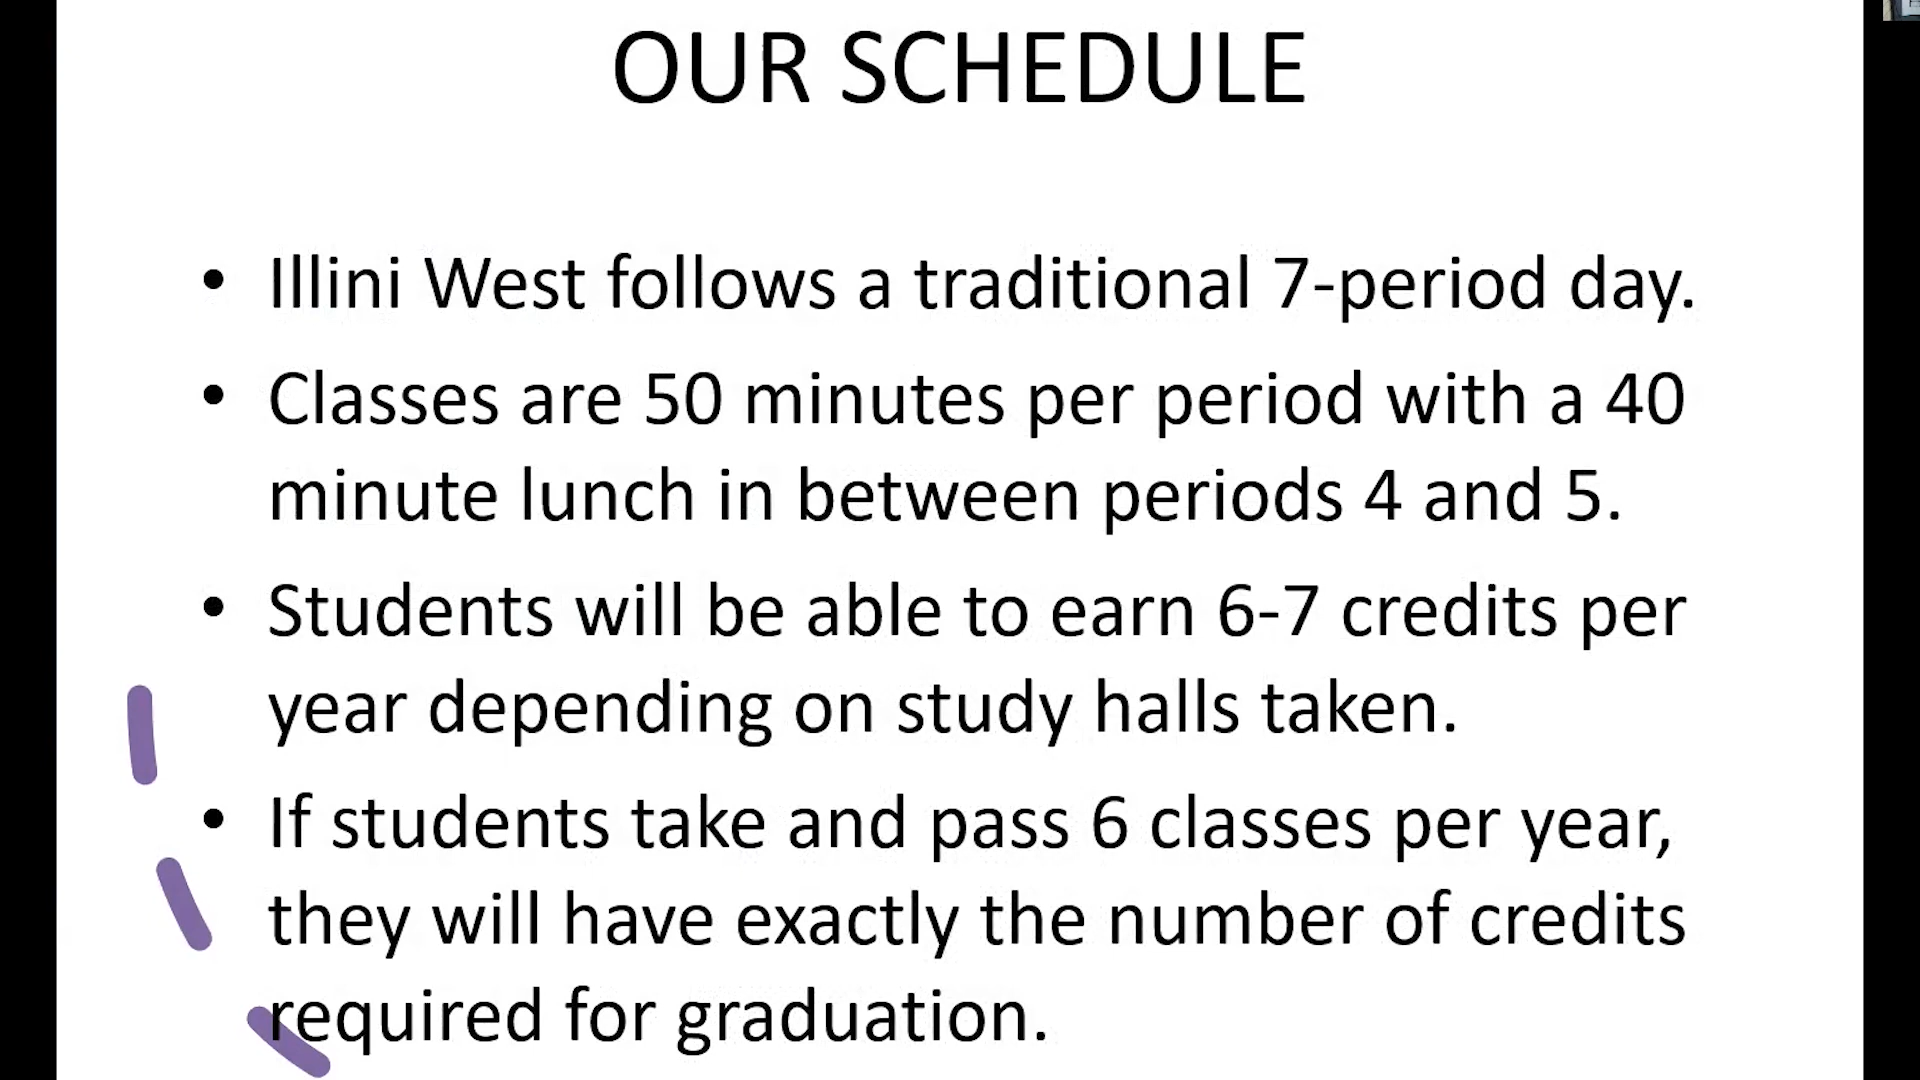 OUR SCHEDULE
• Illini West follows a traditional 7-period day.
• Classes are 50 minutes per period with a 40
minute lunch in between periods 4 and 5.
• Students will be able to earn 6-7 credits per
year depending on study halls taken.
• If students take and pass 6 classes per year,
they will have exactly the number of credits
required for graduation.